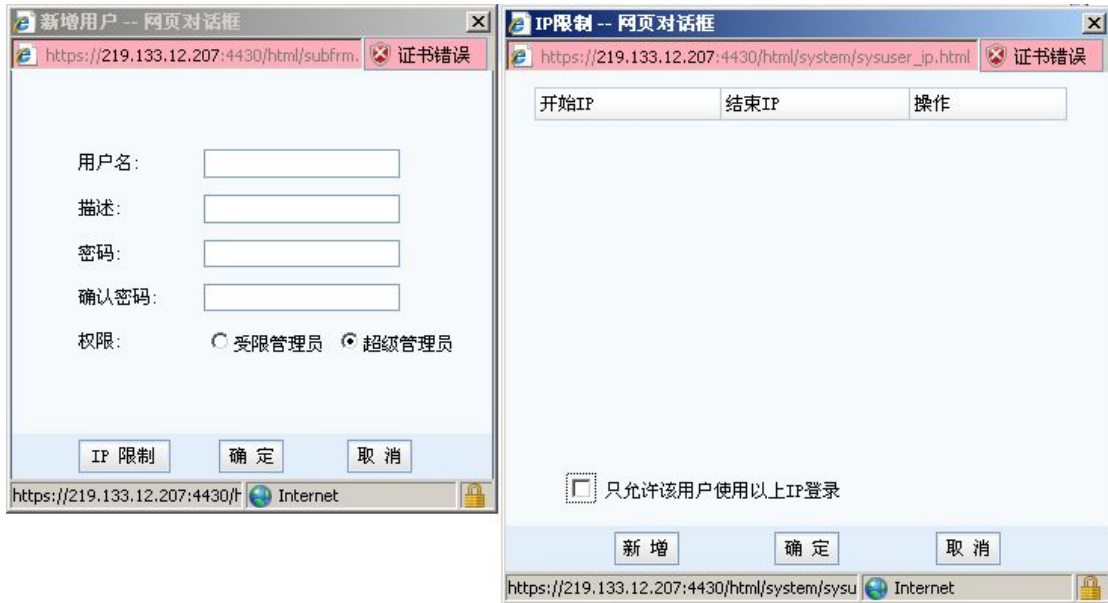 新增用户 -- 网页对话框
https://219.133.12.207:4430/html/subfrm. 证书错误
用户名:
描述:
密码:
确认密码:
权限: 受限管理员 超级管理员
IP 限制 确 定 取 消
https://219.133.12.207:4430/h Internet
IP限制 -- 网页对话框
https://219.133.12.207:4430/html/system/sysuser_ip.html 证书错误
开始IP 结束IP 操作
只允许该用户使用以上IP登录
新 增 确 定 取 消
https://219.133.12.207:4430/html/system/sysu Internet